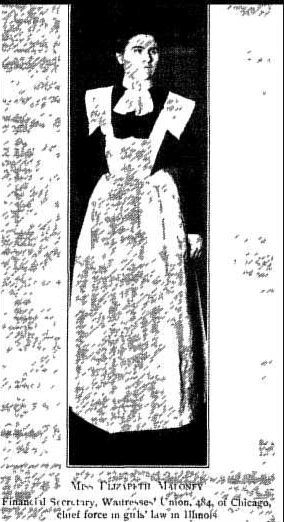 Miss Elizabeth Maloney
Financial Secretary, Waitresses' Union, 484, of Chicago,
chief force in girls' law in Illinois